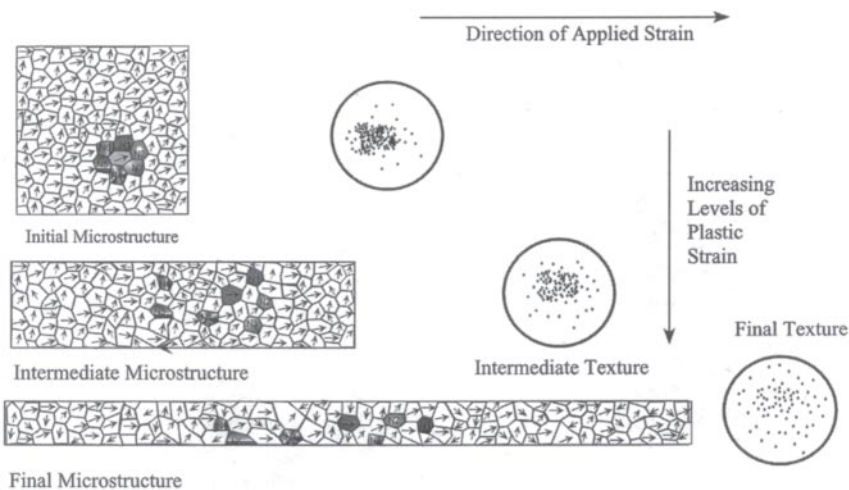 Direction of Applied Strain
Initial Microstructure
Increasing
Levels of
Plastic
Strain
Final Texture
Intermediate Microstructure
Intermediate Texture
Final Microstructure